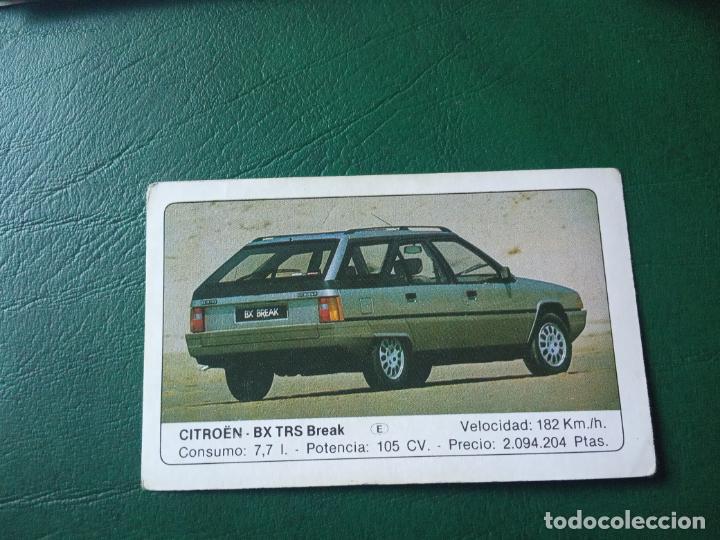 BX BREAK
CITROËN - BX TRS Break E Velocidad: 182 Km./h.
Consumo: 7,7 l. - Potencia: 105 CV. - Precio: 2.094.204 Ptas.
todocoleccion